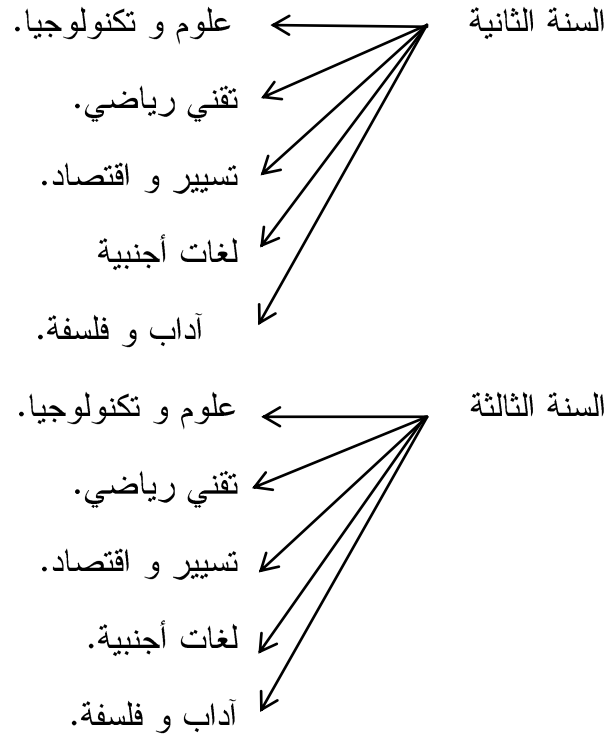 السنة الثانية علوم و تكنولوجيا.
تقني رياضي.
تسيير و اقتصاد.
لغات أجنبية
آداب و فلسفة.
السنة الثالثة علوم و تكنولوجيا.
تقني رياضي.
تسيير و اقتصاد.
لغات أجنبية.
آداب و فلسفة.